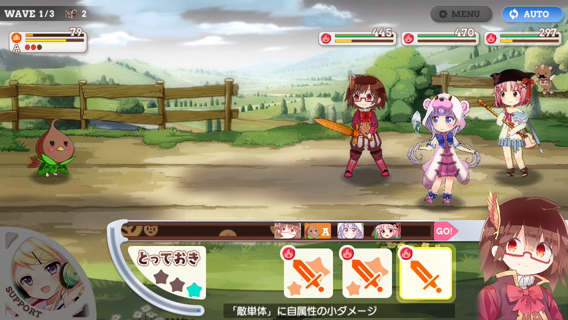 WAVE 1/3
2
MENU
AUTO
79
A
445
470
297
A
GO!
とっておき
SUPPORT
「敵単体」に自属性の小ダメージ